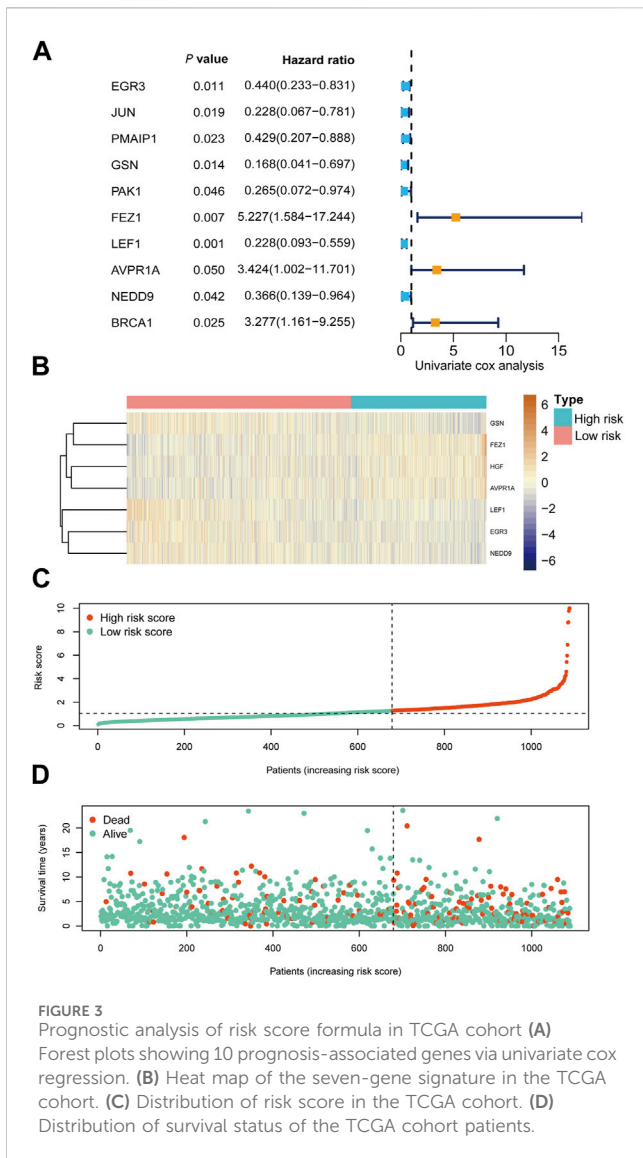 A
P value Hazard ratio
EGR3 0.011 0.440(0.233−0.831)
JUN 0.019 0.228(0.067−0.781)
PMAIP1 0.023 0.429(0.207−0.888)
GSN 0.014 0.168(0.041−0.697)
PAK1 0.046 0.265(0.072−0.974)
FEZ1 0.007 5.227(1.584−17.244)
LEF1 0.001 0.228(0.093−0.559)
AVPR1A 0.050 3.424(1.002−11.701)
NEDD9 0.042 0.366(0.139−0.964)
BRCA1 0.025 3.277(1.161−9.255)
0 5 10 15
Univariate cox analysis
B
GSN
FEZ1
HGF
AVPR1A
LEF1
EGR3
NEDD9
6
4
2
0
−2
−4
−6
Type
High risk
Low risk
C
High risk score
Low risk score
Risk score
10
8
6
4
2
0
0 200 400 600 800 1000
Patients (increasing risk score)
D
Dead
Alive
Survival time (years)
20
15
10
5
0
0 200 400 600 800 1000
Patients (increasing risk score)
FIGURE 3
Prognostic analysis of risk score formula in TCGA cohort (A)
Forest plots showing 10 prognosis-associated genes via univariate cox
regression. (B) Heat map of the seven-gene signature in the TCGA
cohort. (C) Distribution of risk score in the TCGA cohort. (D)
Distribution of survival status of the TCGA cohort patients.